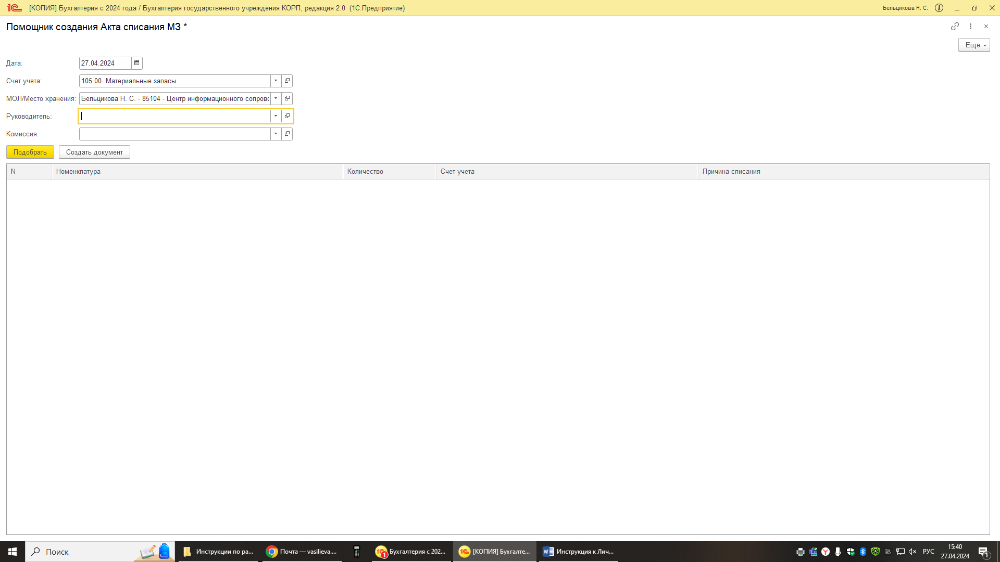 [КОПИЯ] Бухгалтерия с 2024 года / Бухгалтерия государственного учреждения КОРП, редакция 2.0 (1С:Предприятие)
Бельцикова Н. С.
Помощник создания Акта списания МЗ *
Еще
Дата: 27.04.2024
Счет учета: 105.00. Материальные запасы
МОЛ/Место хранения: Бельцикова Н. С. - 85104 - Центр информационного сопрово
Руководитель:
Комиссия:
Подобрать Создать документ
N Номенклатура Количество Счет учета Причина списания
Поиск
Инструкции по ра...
Почта — vasilieva....
1
Бухгалтерия с 202...
[КОПИЯ] Бухгалте...
Инструкция к Лич...
РУС
15:40
27.04.2024
1